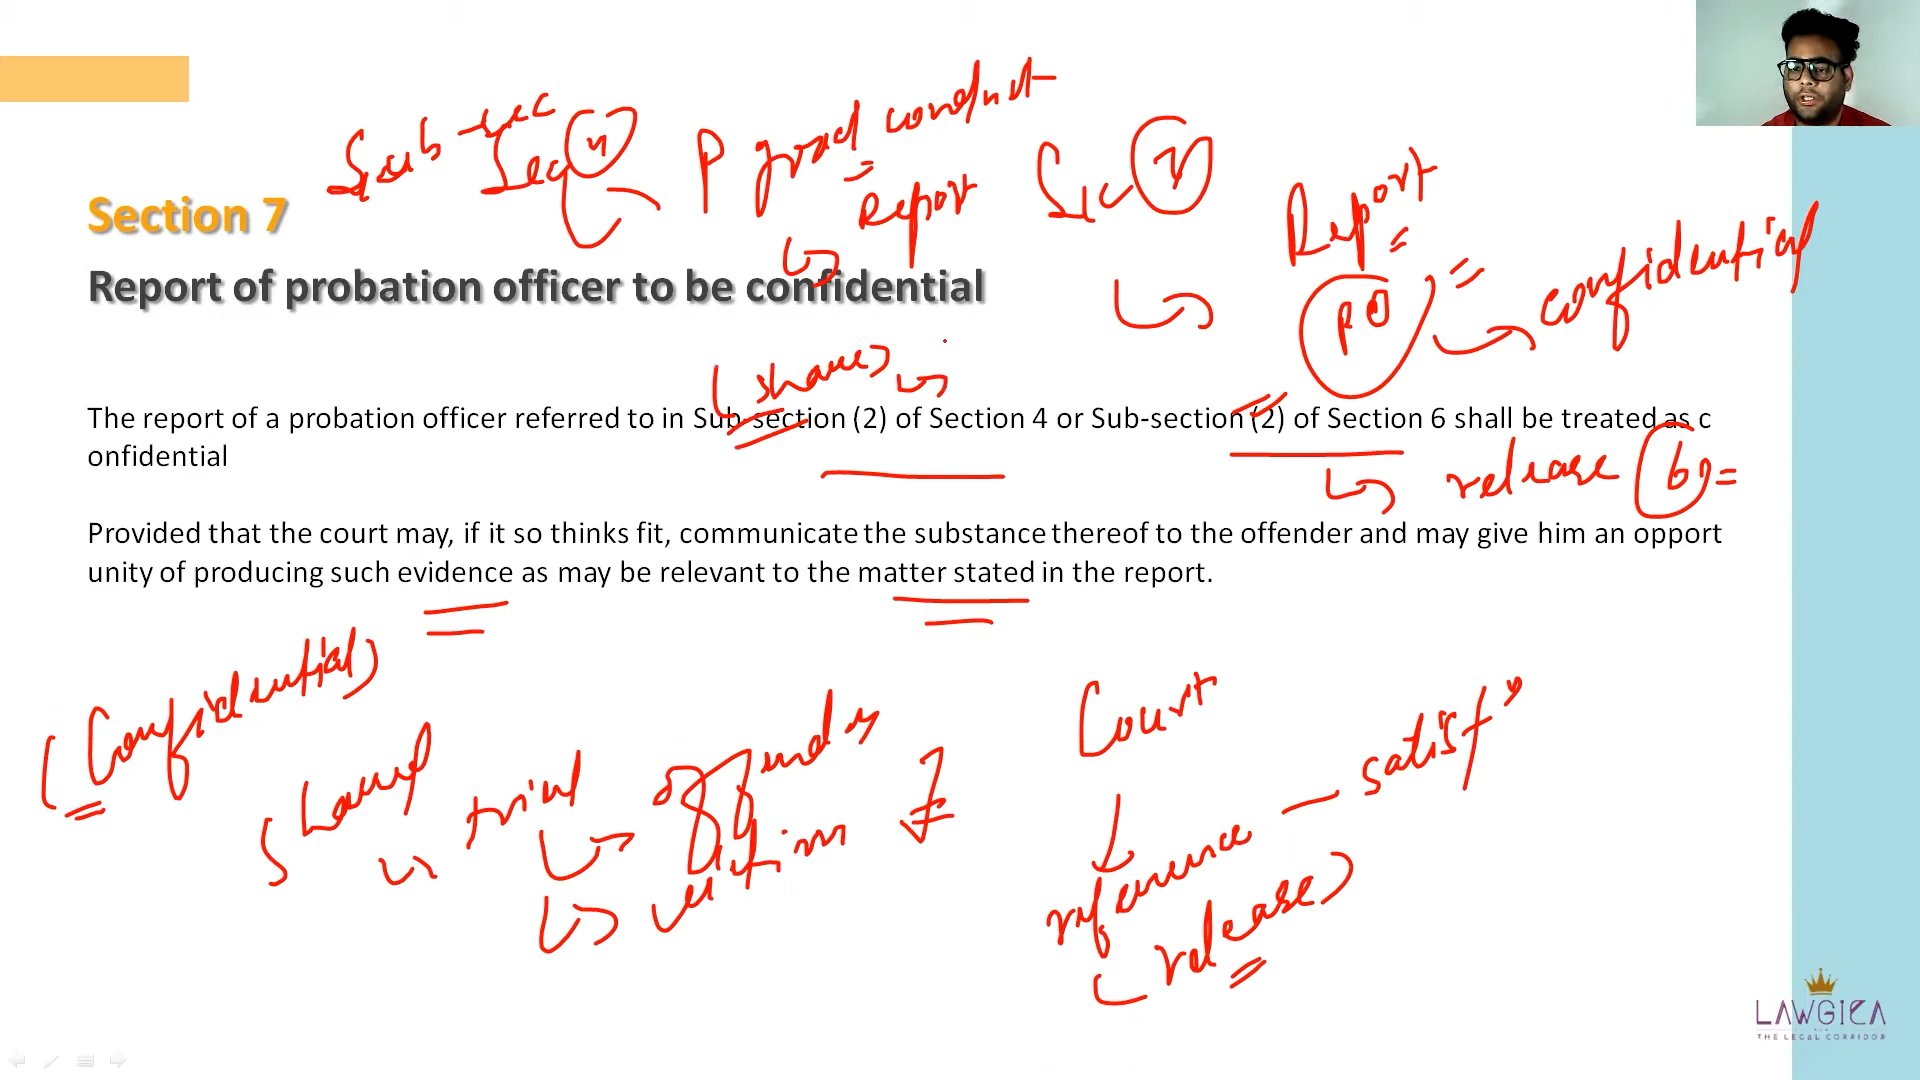 Sub-sec
Sec 4
P good conduct
Report
Sec 7
Report
PO
confidential
Section 7
Report of probation officer to be confidential
(share)
The report of a probation officer referred to in Sub-section (2) of Section 4 or Sub-section (2) of Section 6 shall be treated as c
onfidential
release
Provided that the court may, if it so thinks fit, communicate the substance thereof to the offender and may give him an opport
unity of producing such evidence as may be relevant to the matter stated in the report.
(Confidential)
Court
satisfy
trial
offender
victim
reference
(release)
LAWGICA
THE LEGAL CORRIDOR